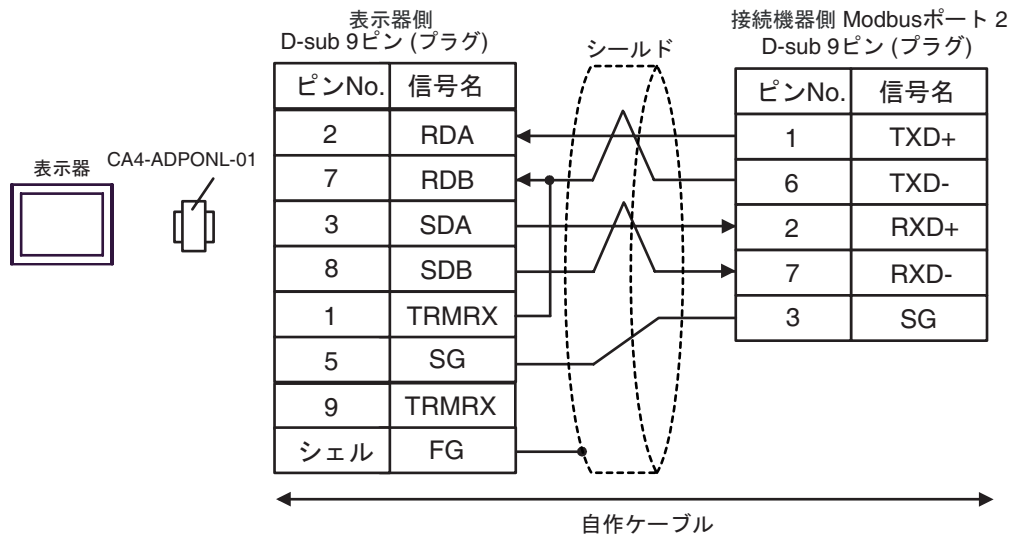 表示器側
D-sub 9ピン (プラグ)
接続機器側 Modbusポート 2
D-sub 9ピン (プラグ)
シールド
表示器
CA4-ADPONL-01
ピンNo. 信号名
2 RDA
7 RDB
3 SDA
8 SDB
1 TRMRX
5 SG
9 TRMRX
シェル FG
ピンNo. 信号名
1 TXD+
6 TXD-
2 RXD+
7 RXD-
3 SG
自作ケーブル